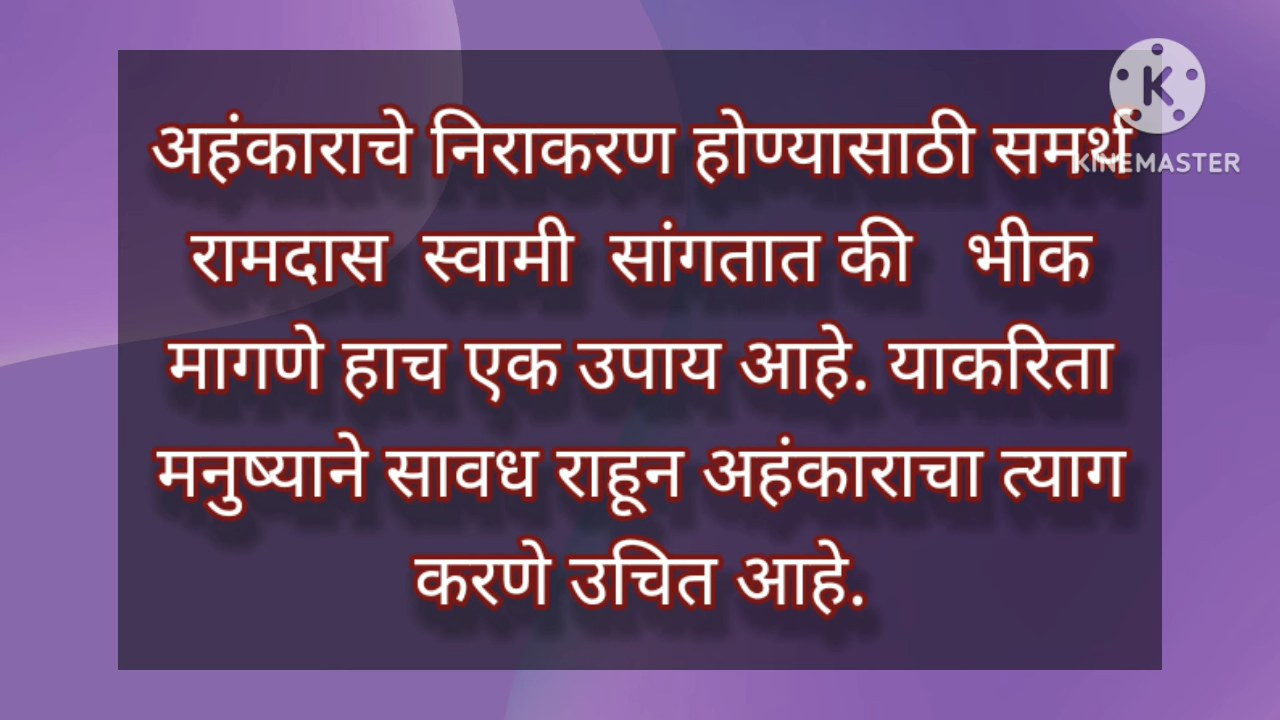 अहंकाराचे निराकरण होण्यासाठी समर्थ
रामदास स्वामी सांगतात की भीक
मागणे हाच एक उपाय आहे. याकरिता
मनुष्याने सावध राहून अहंकाराचा त्याग
करणे उचित आहे.
K
KINEMASTER